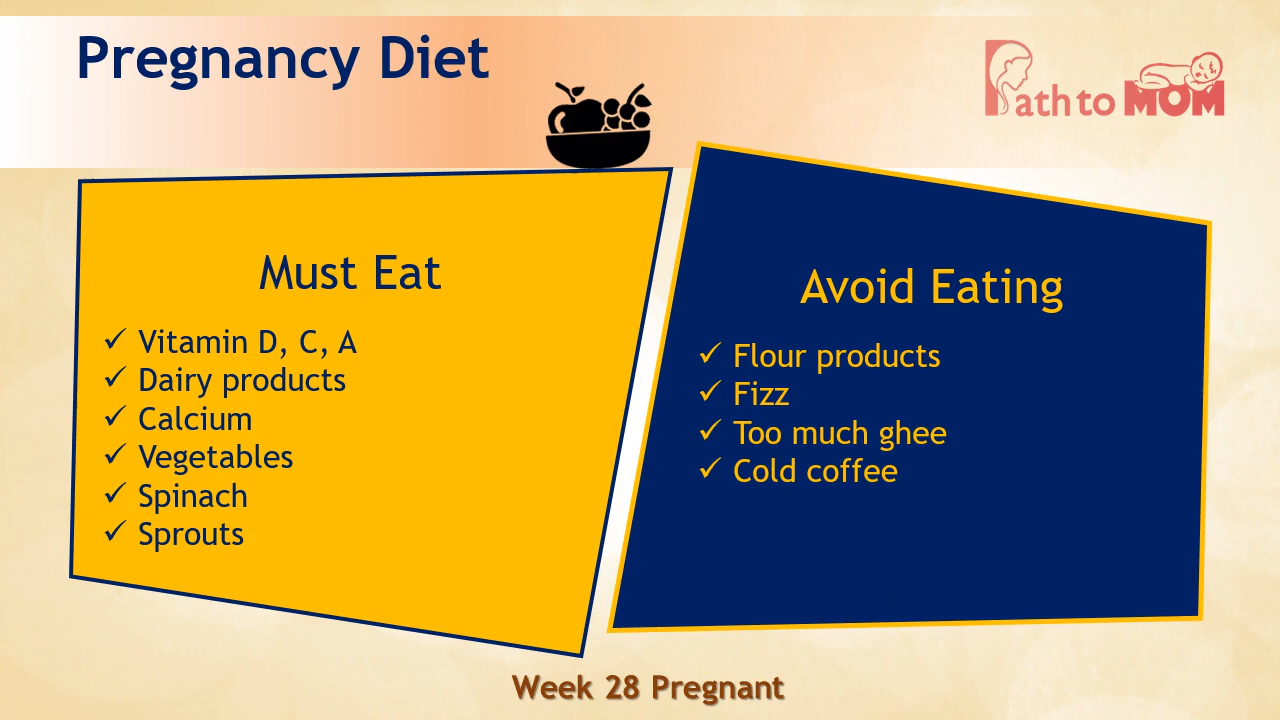 Pregnancy Diet
Path to MOM
Must Eat
✓ Vitamin D, C, A
✓ Dairy products
✓ Calcium
✓ Vegetables
✓ Spinach
✓ Sprouts
Avoid Eating
✓ Flour products
✓ Fizz
✓ Too much ghee
✓ Cold coffee
Week 28 Pregnant